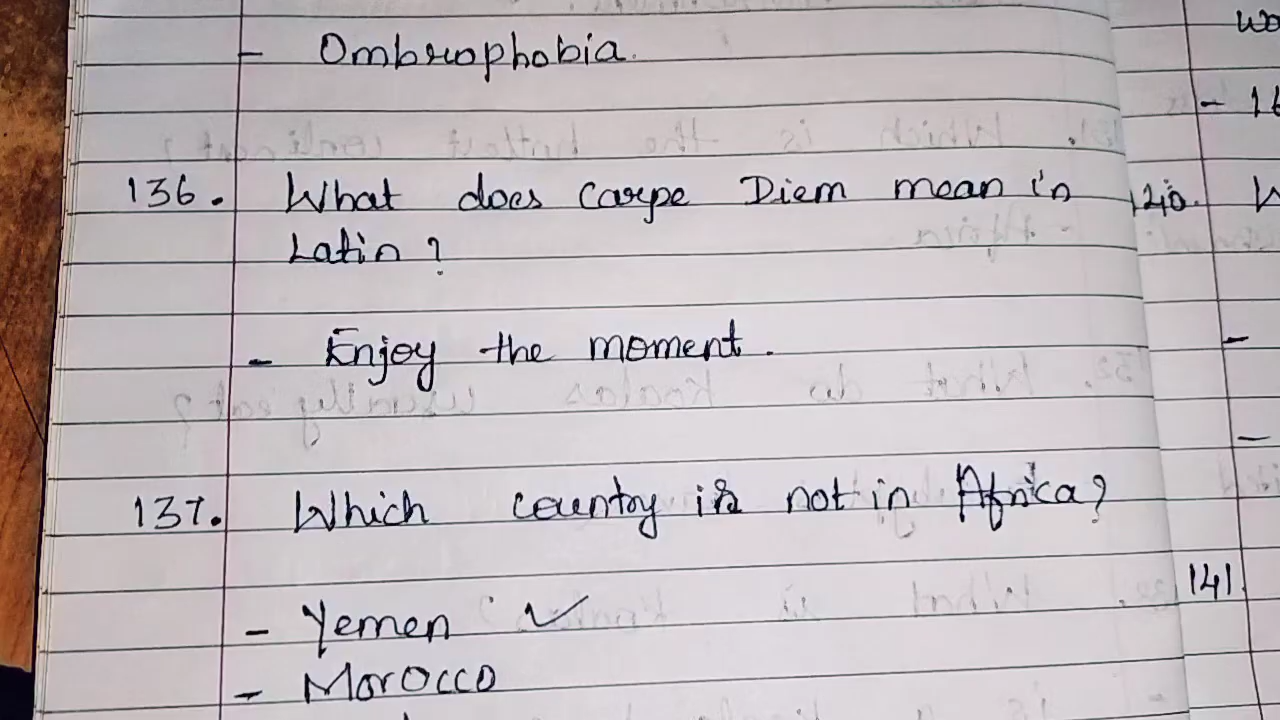 - Ombrophobia.
136. What does Carpe Diem mean in
Latin?
- Enjoy the moment.
137. Which country is not in Africa?
- Yemen ✓
- Morocco
- 16
140.
141.